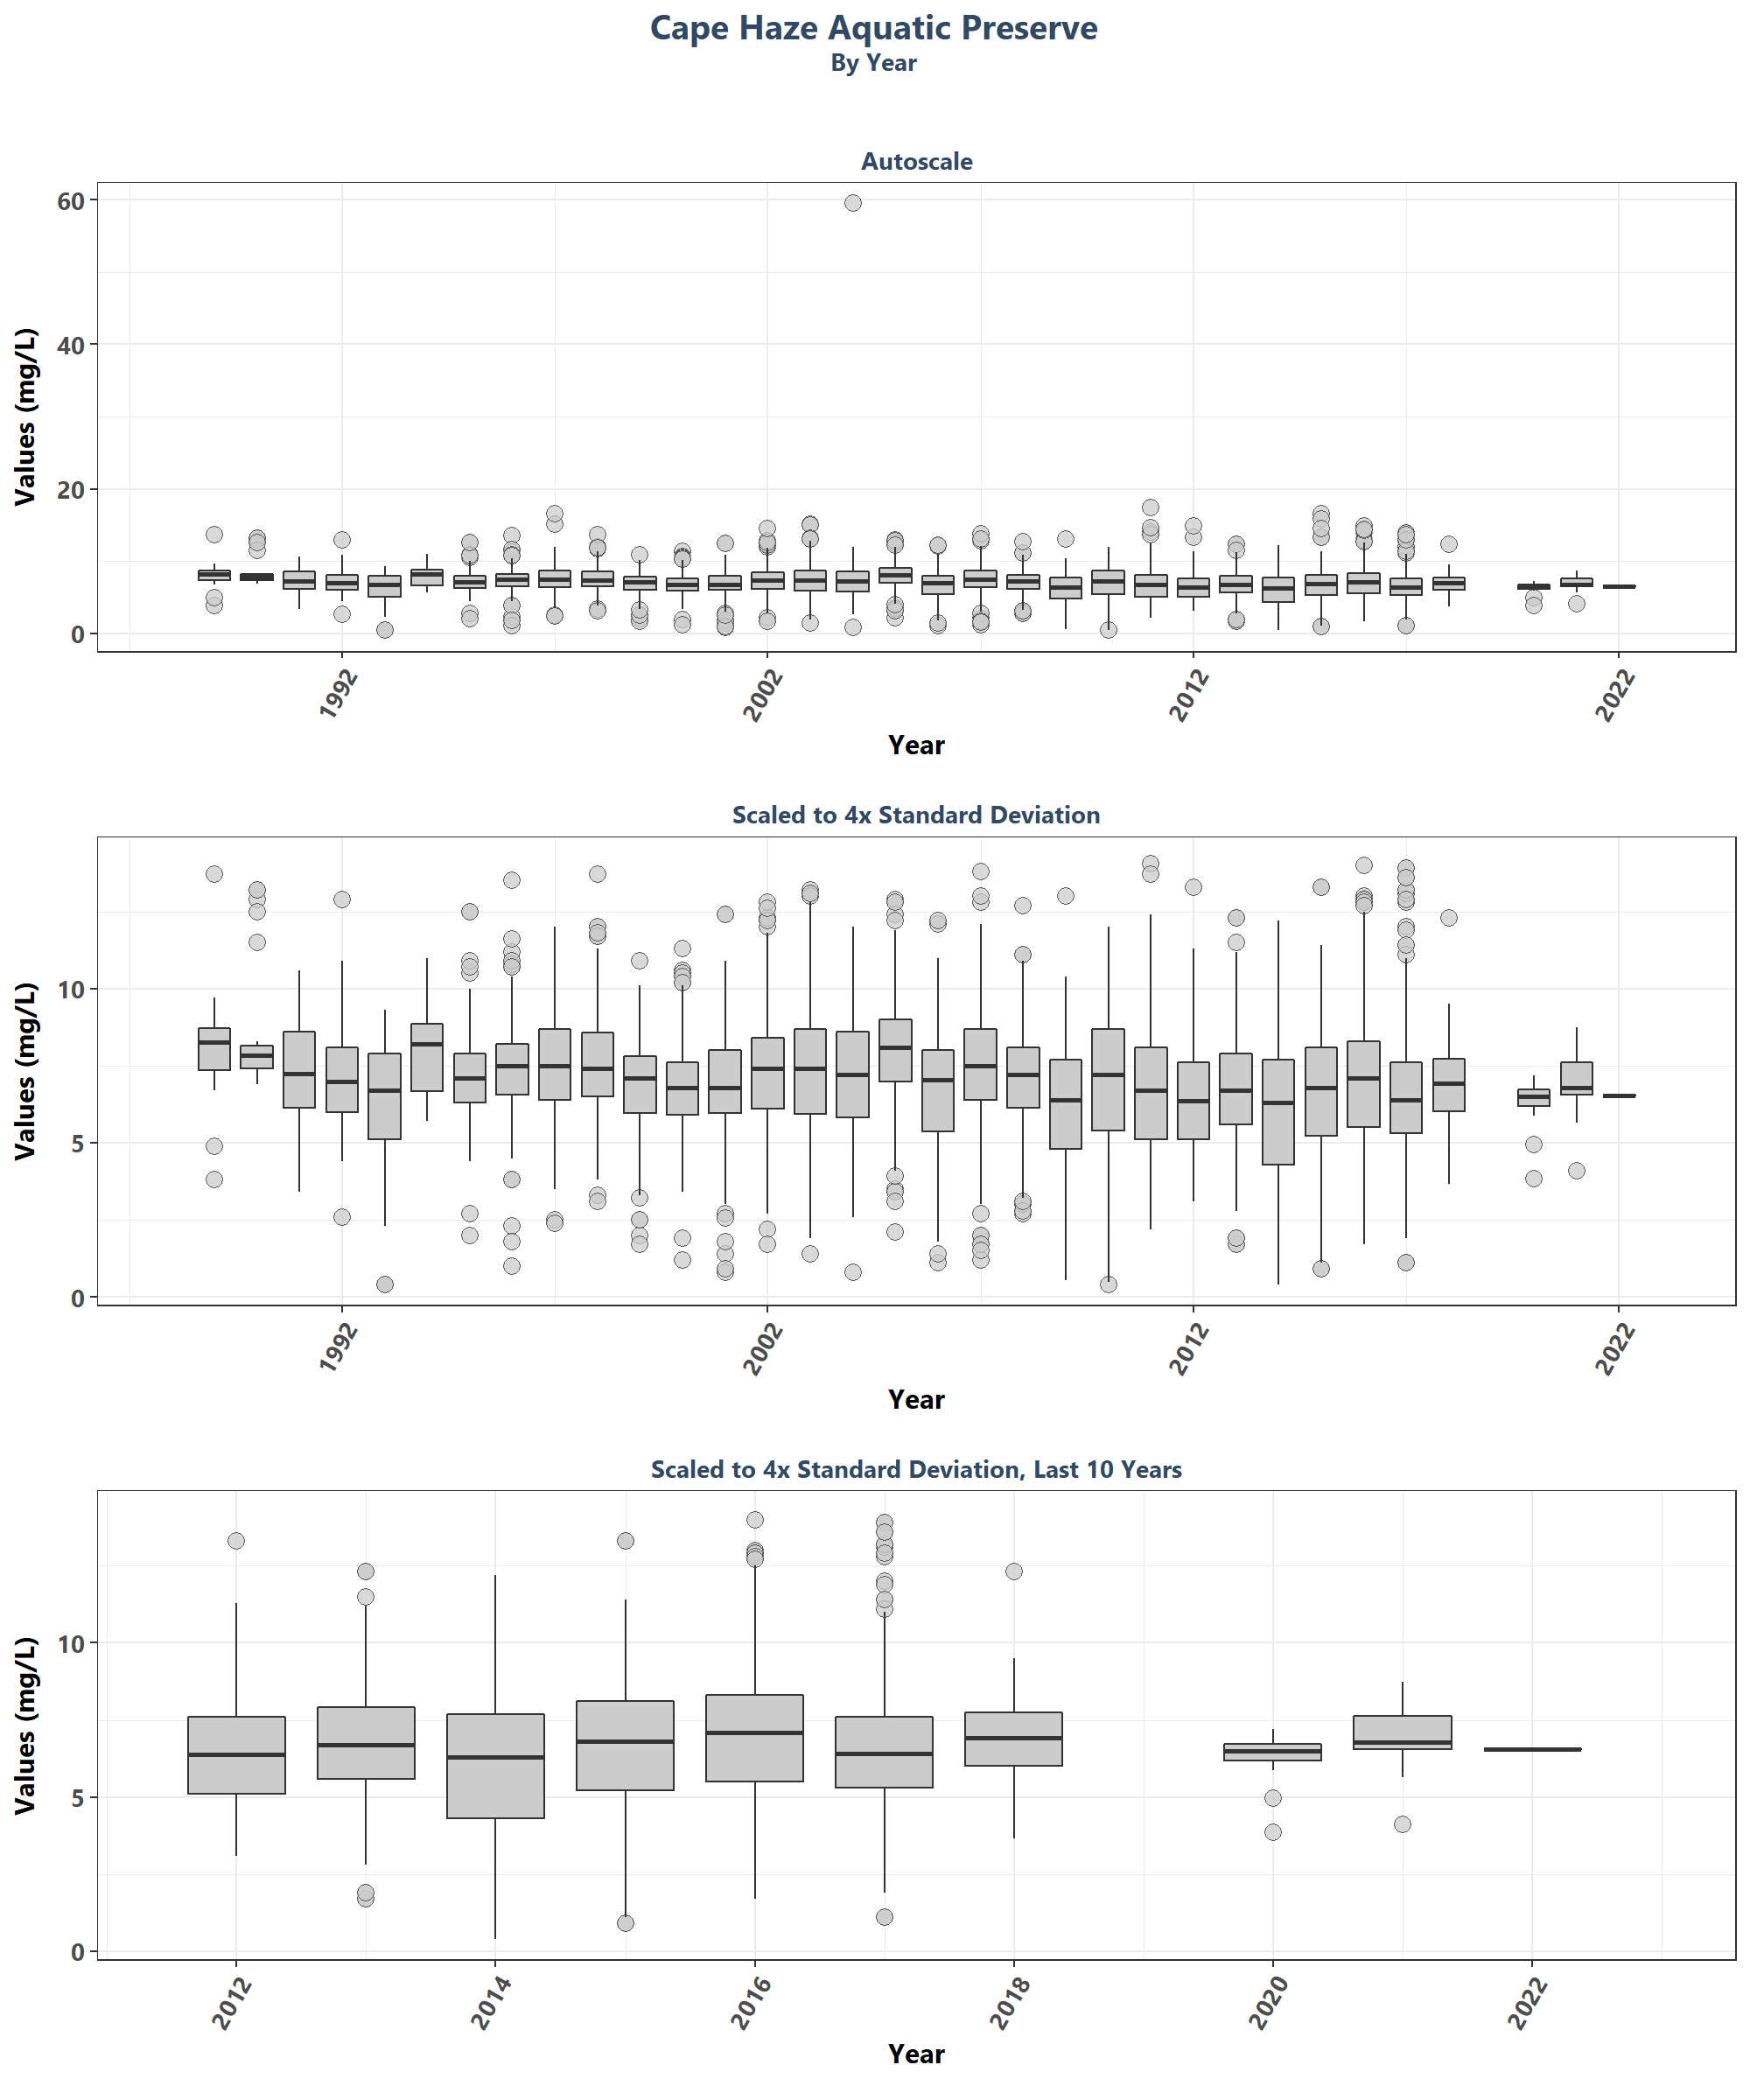 Cape Haze Aquatic Preserve
By Year
Autoscale
Values (mg/L)
60
40
20
0
1992
2002
2012
2022
Year
Scaled to 4x Standard Deviation
Values (mg/L)
10
5
0
1992
2002
2012
2022
Year
Scaled to 4x Standard Deviation, Last 10 Years
Values (mg/L)
10
5
0
2012
2014
2016
2018
2020
2022
Year